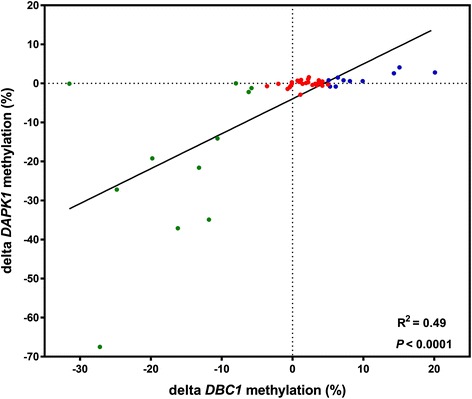 20
10
0
-10
-20
-30
-40
-50
-60
-70
delta DAPK1 methylation (%)
R2 = 0.49
P < 0.0001
-30 -20 -10 0 10 20 30
delta DBC1 methylation (%)